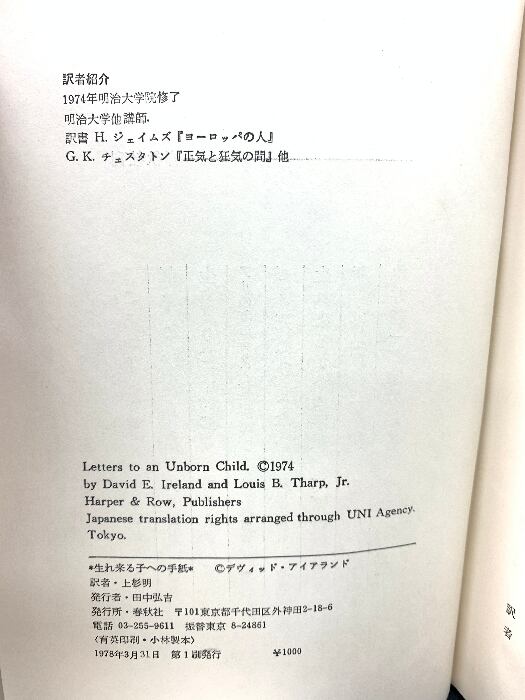 訳者紹介
1974年明治大学院修了
明治大学他講師.
訳書 H. ジェイムズ『ヨーロッパの人』
G. K. チェスタトン『正気と狂気の間』他
Letters to an Unborn Child. ©1974
by David E. Ireland and Louis B. Tharp, Jr.
Harper & Row, Publishers
Japanese translation rights arranged through UNI Agency.
Tokyo.
*生れ来る子への手紙* ©デヴィッド・アイアランド
訳者・上杉明
発行者・田中弘吉
発行所・春秋社 〒101東京都千代田区外神田2-18-6
電話 03-255-9611 振替東京 8-24861
〈有英印刷・小林製本〉
1978年3月31日 第1刷発行 ¥1000
訳者